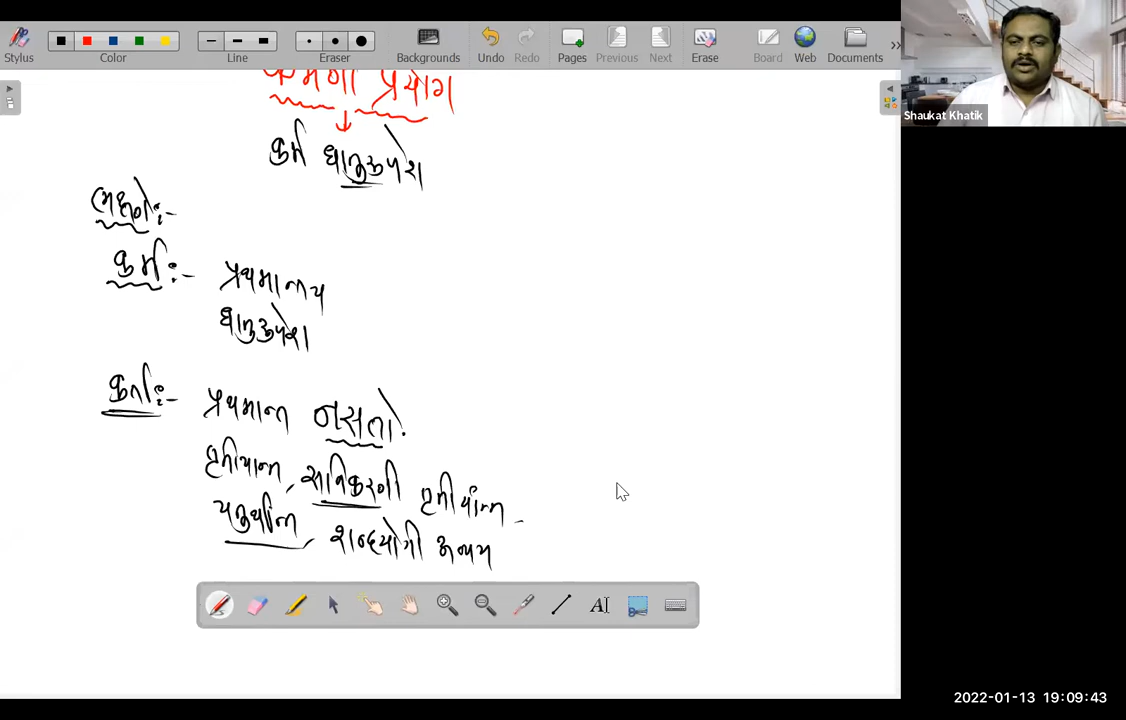 Stylus
Color
Line
Eraser
Backgrounds
Undo
Redo
Pages
Previous
Next
Erase
Board
Web
Documents
Shaukat Khatik
कर्मणी प्रयोग
कर्म धातुरुपेश
लक्षणे:-
कर्म:- प्रथमान्त
धातुरुपेश
कर्ता:- प्रथमान्त नसतो.
तृतीयान्त, सविकरणी तृतीयान्त
चतुर्थ्यान्त, शब्दयोगी अव्यय
2022-01-13 19:09:43